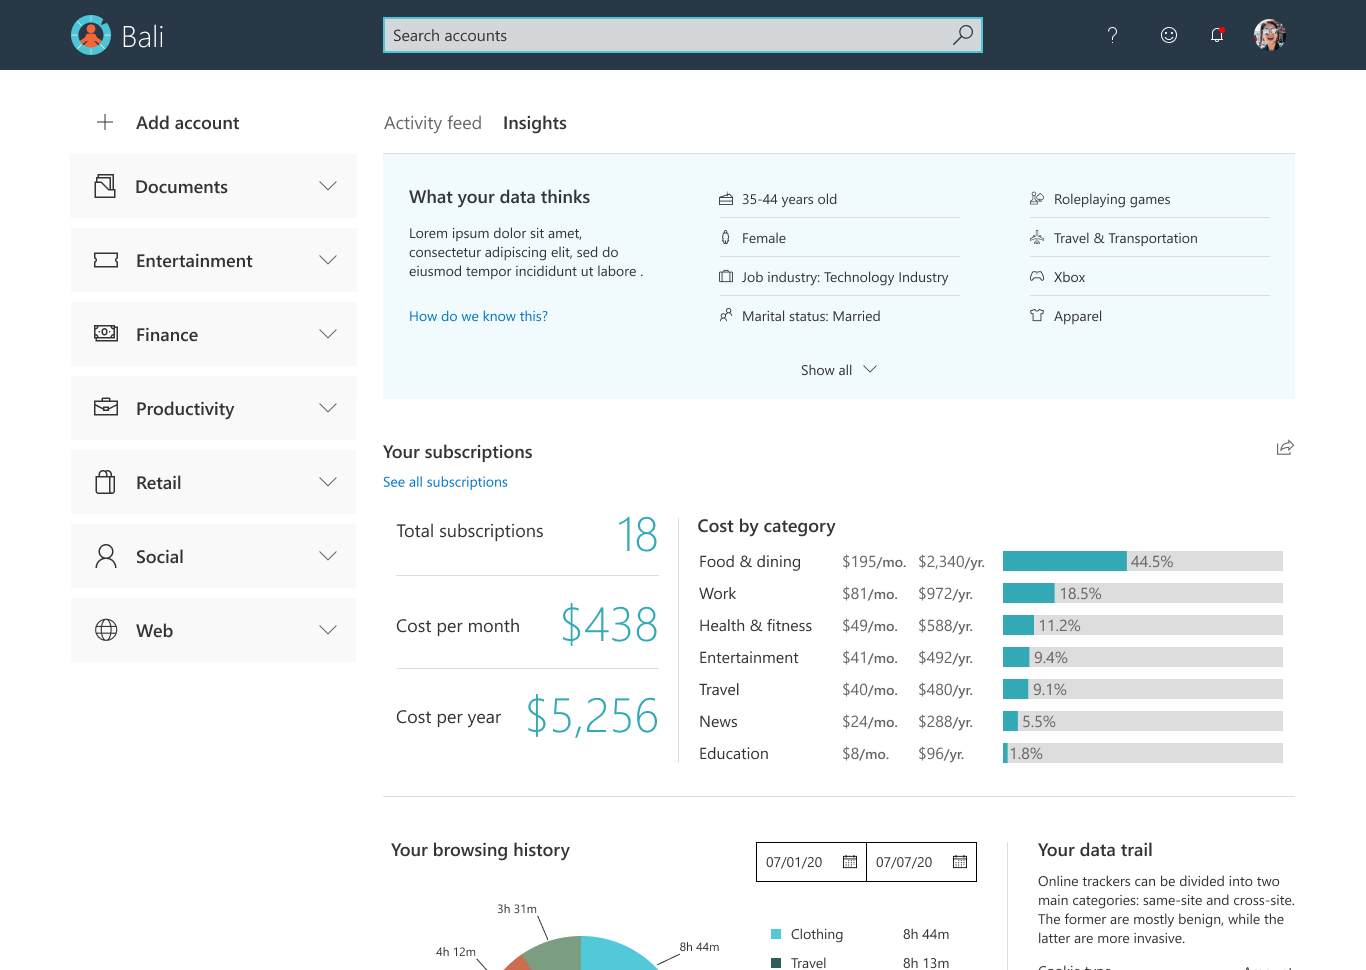 Bali
Search accounts
?
Add account
Documents
Entertainment
Finance
Productivity
Retail
Social
Web
Activity feed Insights
What your data thinks
Lorem ipsum dolor sit amet,
consectetur adipiscing elit, sed do
eiusmod tempor incididunt ut labore .
How do we know this?
35-44 years old
Female
Job industry: Technology Industry
Marital status: Married
Roleplaying games
Travel & Transportation
Xbox
Apparel
Show all
Your subscriptions
See all subscriptions
Total subscriptions 18
Cost per month $438
Cost per year $5,256
Cost by category
Food & dining $195/mo. $2,340/yr. 44.5%
Work $81/mo. $972/yr. 18.5%
Health & fitness $49/mo. $588/yr. 11.2%
Entertainment $41/mo. $492/yr. 9.4%
Travel $40/mo. $480/yr. 9.1%
News $24/mo. $288/yr. 5.5%
Education $8/mo. $96/yr. 1.8%
Your browsing history
07/01/20 07/07/20
3h 31m
4h 12m
8h 44m
Clothing 8h 44m
Travel 8h 13m
Your data trail
Online trackers can be divided into two
main categories: same-site and cross-site.
The former are mostly benign, while the
latter are more invasive.
Cookie type